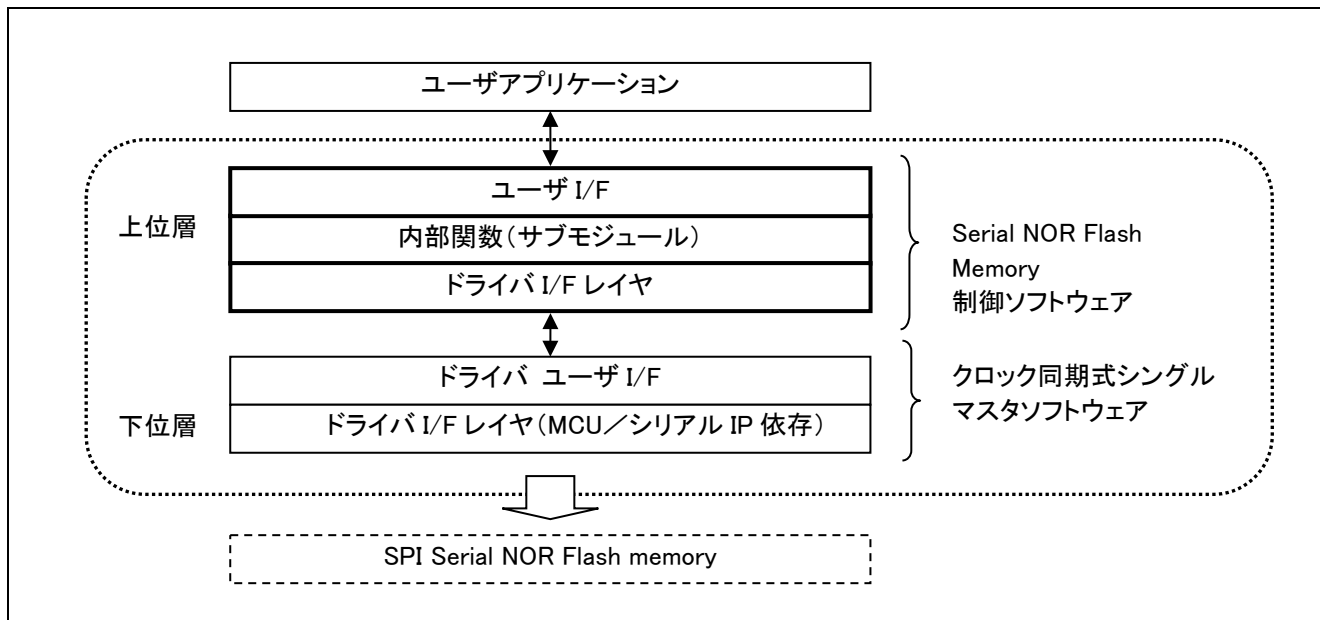 ユーザアプリケーション
上位層
ユーザ I/F
内部関数(サブモジュール)
ドライバ I/F レイヤ
Serial NOR Flash
Memory
制御ソフトウェア
下位層
ドライバ ユーザ I/F
ドライバ I/F レイヤ(MCU/シリアル IP 依存)
クロック同期式シングル
マスタソフトウェア
SPI Serial NOR Flash memory